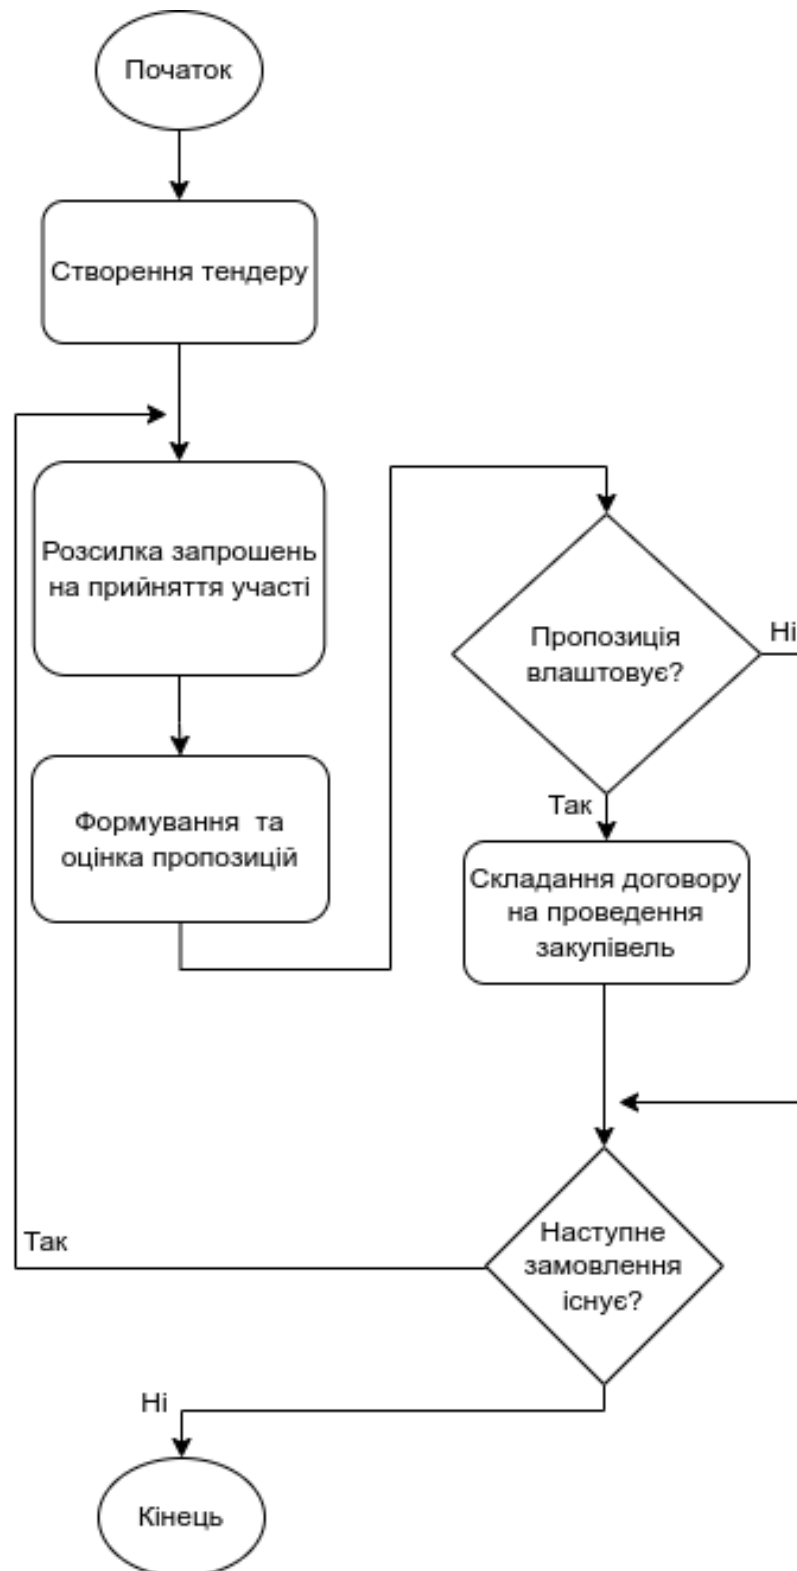 Початок
Створення тендеру
Розсилка запрошень
на прийняття участі
Формування та
оцінка пропозицій
Пропозиція
влаштовує?
Ні
Так
Складання договору
на проведення
закупівель
Наступне
замовлення
існує?
Так
Ні
Кінець